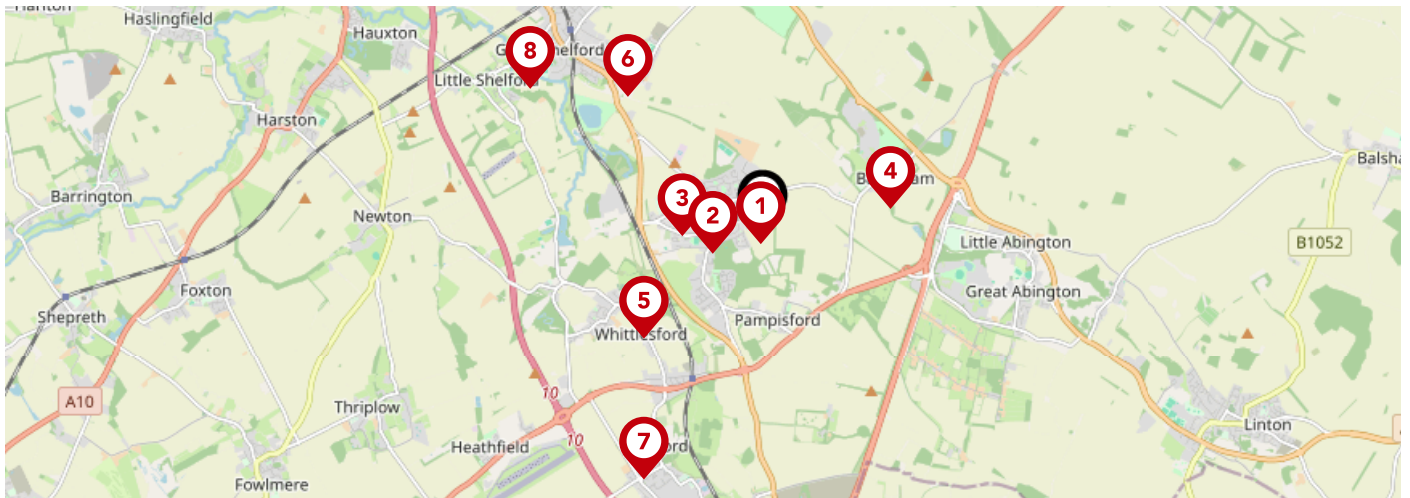 Haslingfield
Hauxton
8
6
Little Shelford
Harston
4
Balsha
Barrington
3
2
1
Newton
Little Abington
B1052
Great Abington
Foxton
5
Shepreth
Pampisford
Whittlesford
10
A10
Thriplow
Linton
10
Heathfield
7
Fowlmere